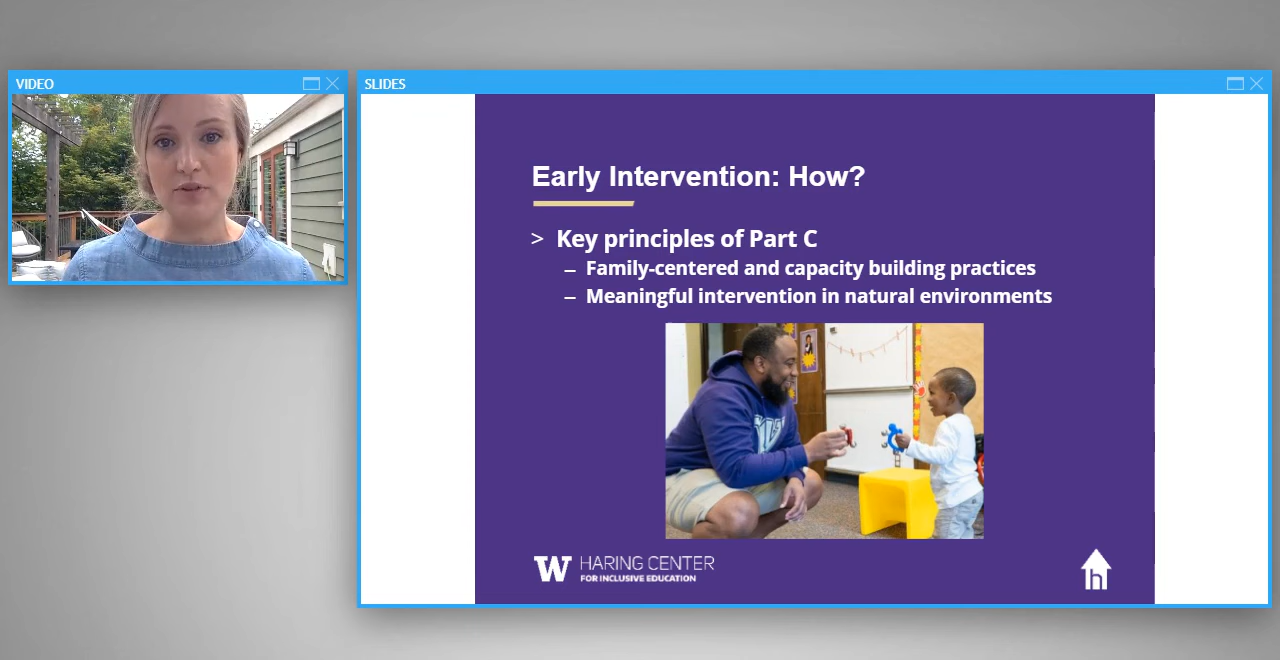 VIDEO
SLIDES
Early Intervention: How?
> Key principles of Part C
– Family-centered and capacity building practices
– Meaningful intervention in natural environments
W
W HARING CENTER
FOR INCLUSIVE EDUCATION
h